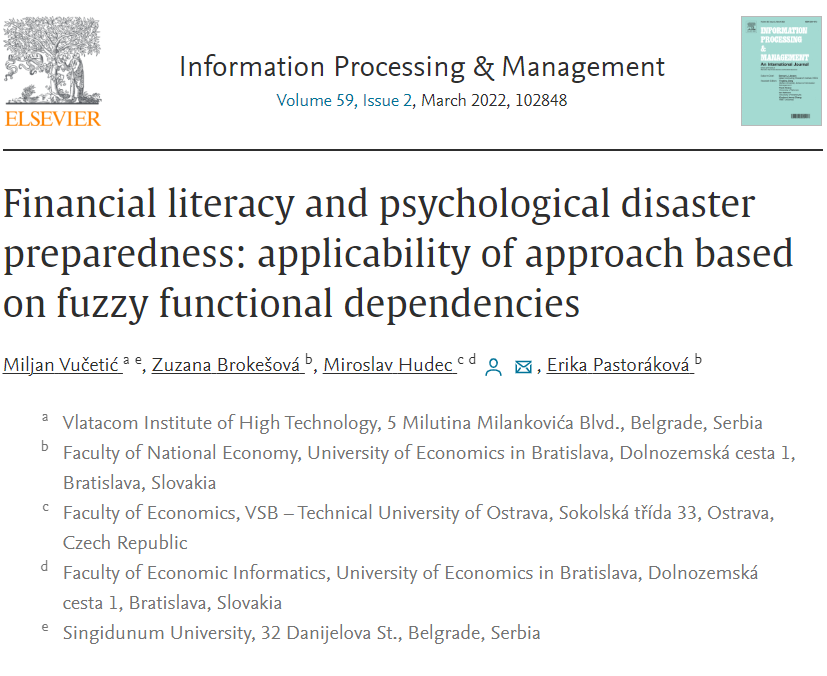 ELSEVIER
Information Processing & Management
Volume 59, Issue 2, March 2022, 102848
INFORMATION
PROCESSING
&
MANAGEMENT
An International Journal
Financial literacy and psychological disaster
preparedness: applicability of approach based
on fuzzy functional dependencies
Miljan Vučetić a e, Zuzana Brokešová b, Miroslav Hudec c d , Erika Pastoráková b
a Vlatacom Institute of High Technology, 5 Milutina Milankovića Blvd., Belgrade, Serbia
b Faculty of National Economy, University of Economics in Bratislava, Dolnozemská cesta 1,
Bratislava, Slovakia
c Faculty of Economics, VSB – Technical University of Ostrava, Sokolská třída 33, Ostrava,
Czech Republic
d Faculty of Economic Informatics, University of Economics in Bratislava, Dolnozemská
cesta 1, Bratislava, Slovakia
e Singidunum University, 32 Danijelova St., Belgrade, Serbia